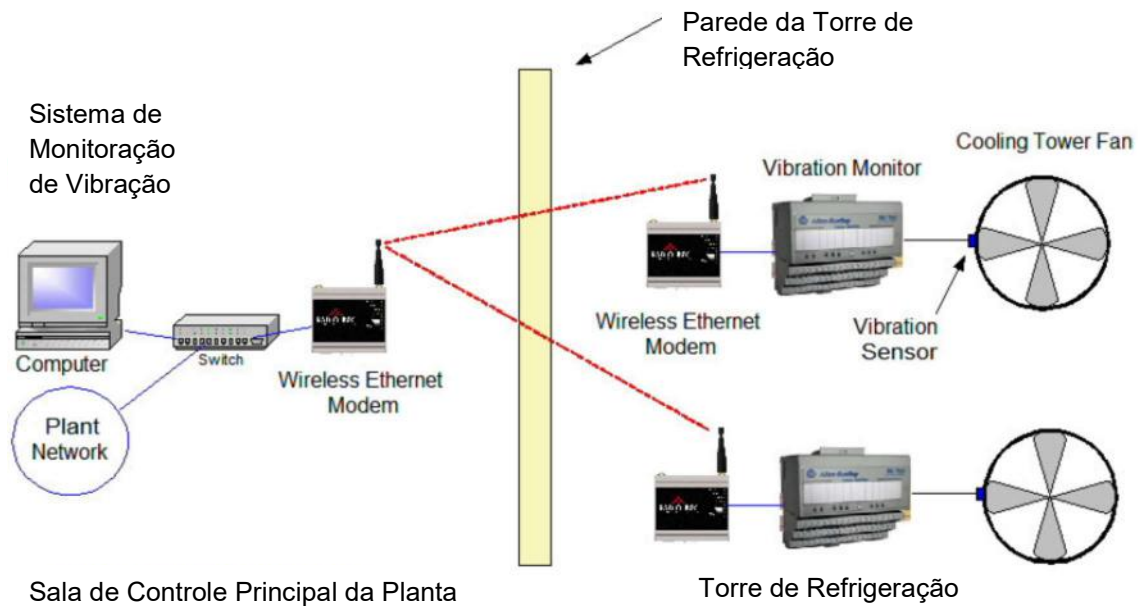 Parede da Torre de
Refrigeração
Sistema de
Monitoração
de Vibração
Cooling Tower Fan
Vibration Monitor
Computer
Switch
Wireless Ethernet
Modem
Wireless Ethernet
Modem
Vibration
Sensor
Plant
Network
Sala de Controle Principal da Planta
Torre de Refrigeração